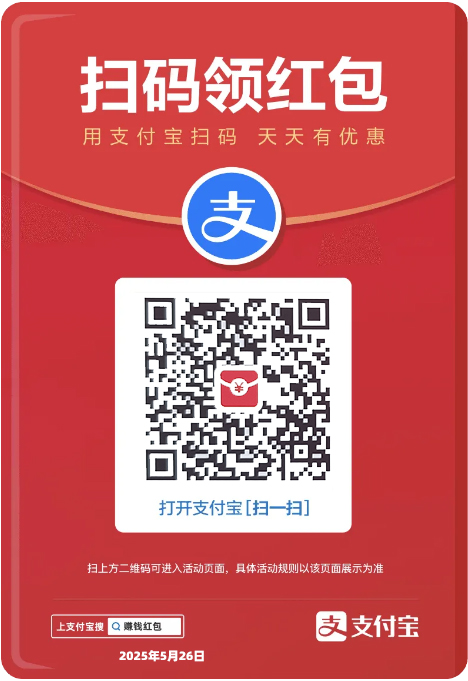 扫码领红包
用支付宝扫码 天天有优惠
支
打开支付宝[扫一扫]
扫上方二维码可进入活动页面，具体活动规则以该页面展示为准
上支付宝搜 赚钱红包
支 支付宝
2025年5月26日